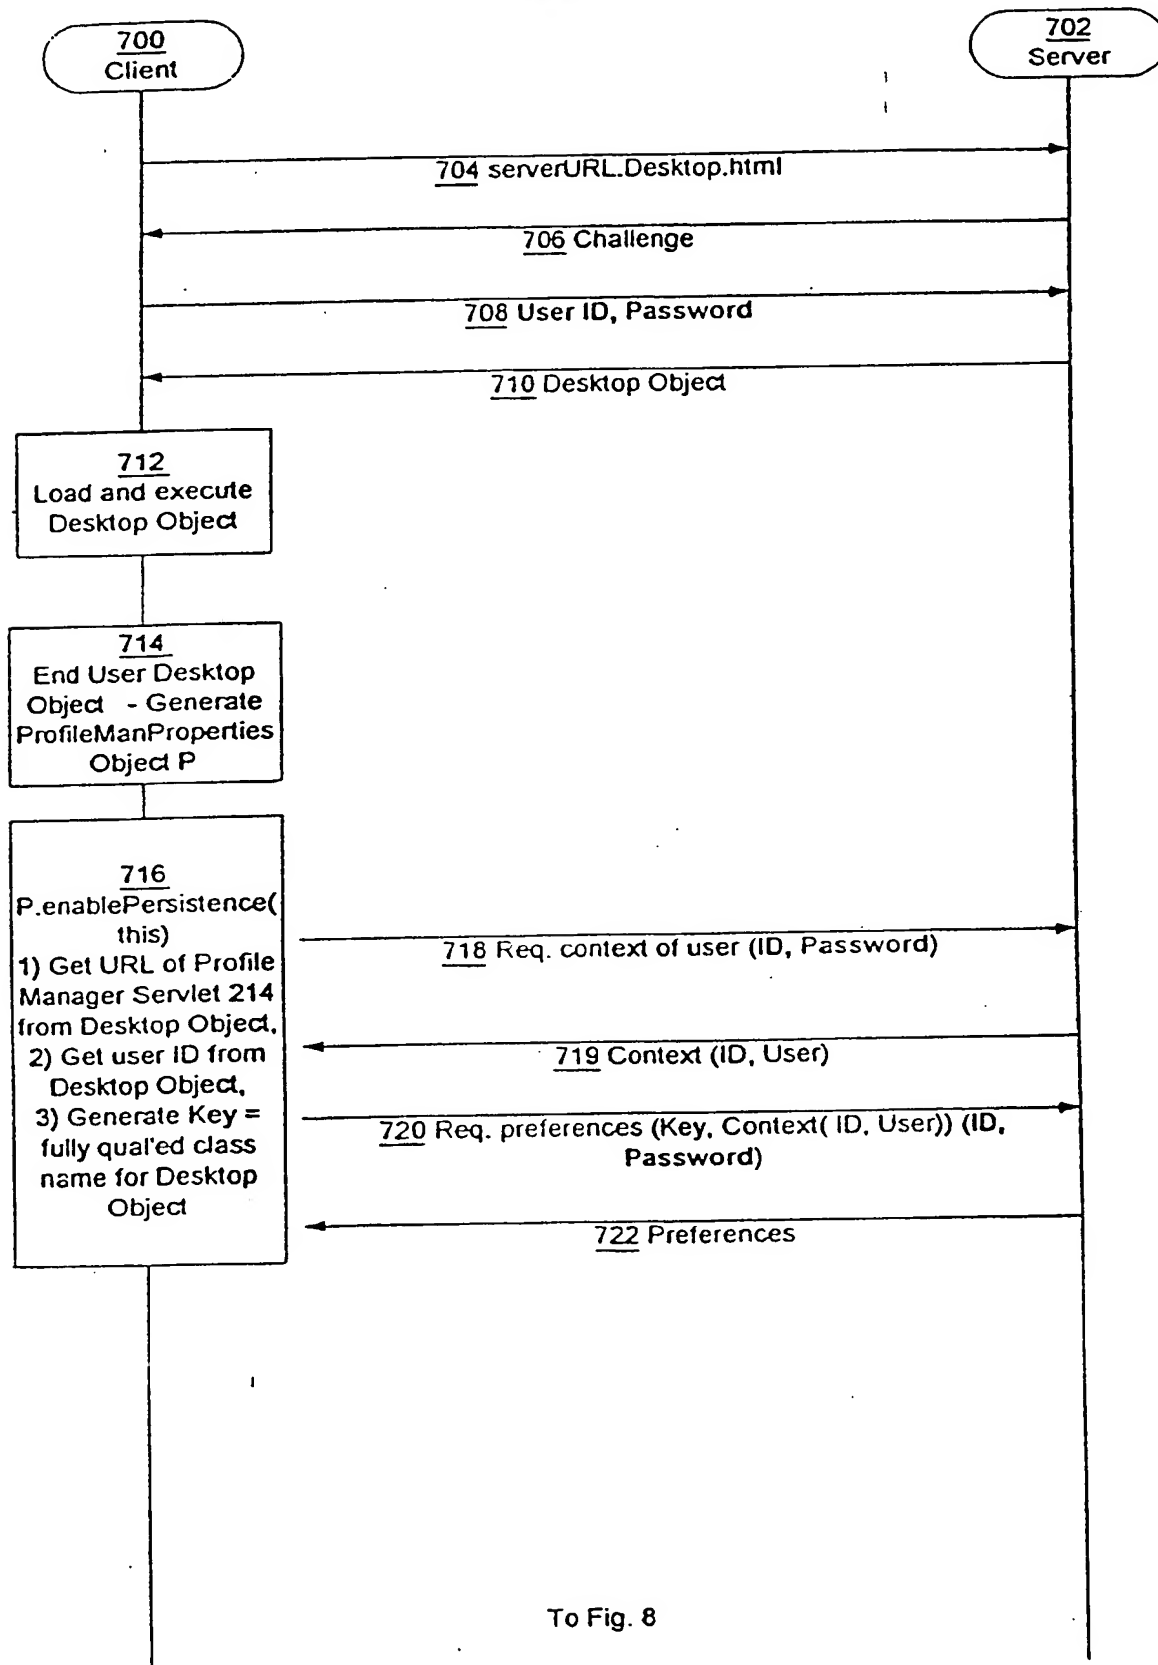 700
Client
702
Server
704 serverURL.Desktop.html
706 Challenge
708 User ID, Password
710 Desktop Object
712
Load and execute
Desktop Object
714
End User Desktop
Object - Generate
ProfileManProperties
Object P
716
P.enablePersistence(
this)
1) Get URL of Profile
Manager Servlet 214
from Desktop Object,
2) Get user ID from
Desktop Object,
3) Generate Key =
fully qual'ed class
name for Desktop
Object
718 Req. context of user (ID, Password)
719 Context (ID, User)
720 Req. preferences (Key, Context( ID, User)) (ID,
Password)
722 Preferences
To Fig. 8